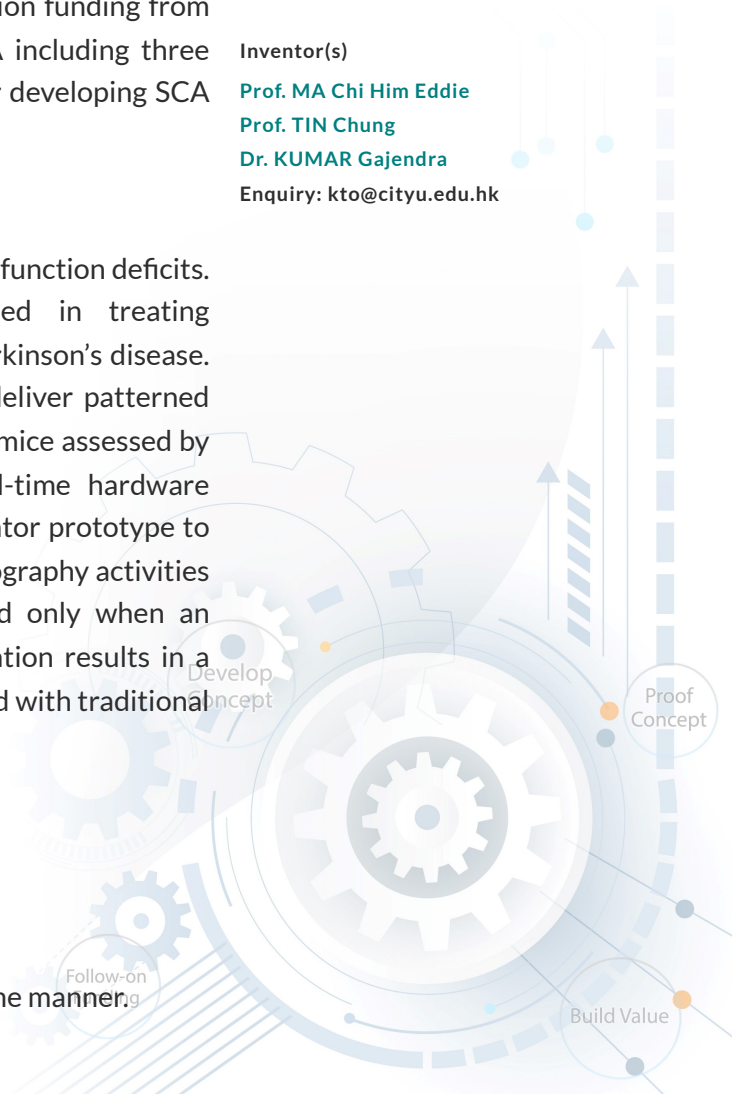 ion funding from
including three
developing SCA
Inventor(s)
Prof. MA Chi Him Eddie
Prof. TIN Chung
Dr. KUMAR Gajendra
Enquiry: kto@cityu.edu.hk
function deficits.
ed in treating
rkinson’s disease.
deliver patterned
mice assessed by
l-time hardware
ator prototype to
ography activities
d only when an
ation results in a
d with traditional
Develop
Concept
Proof
Concept
Follow-on
Funding
ne manner.
Build Value